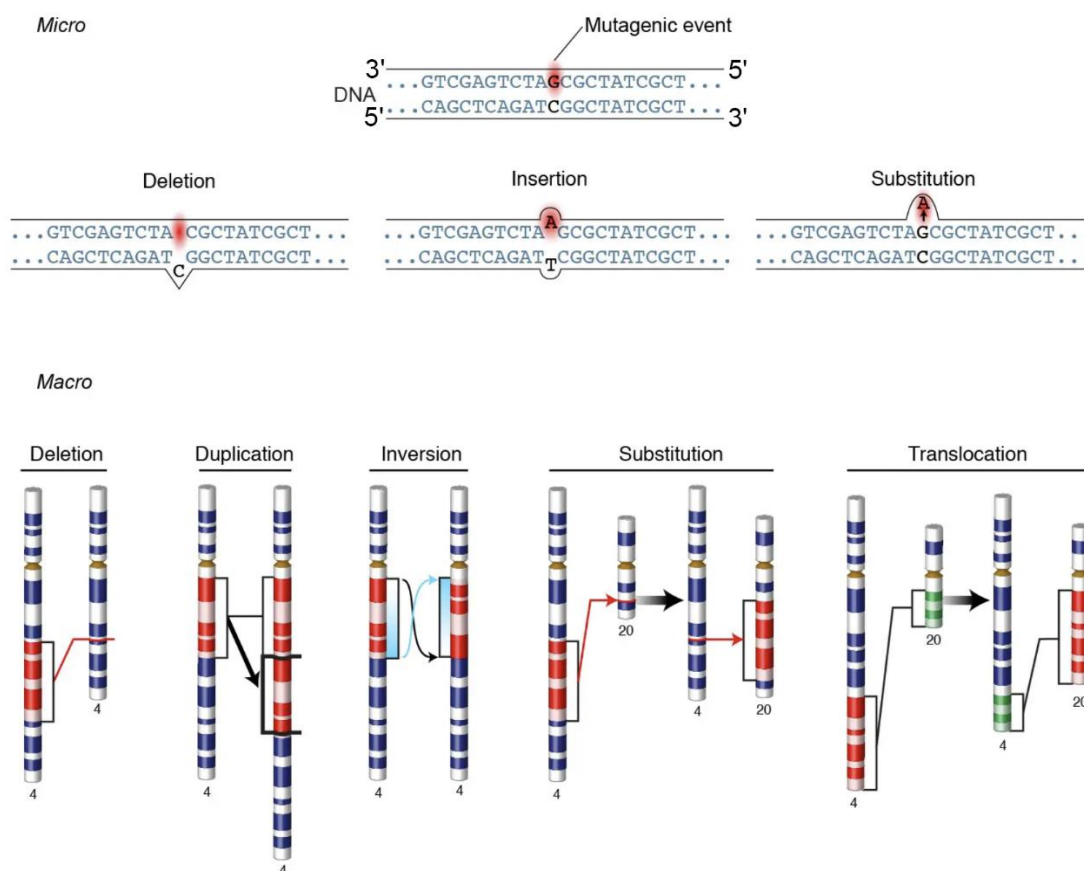 Micro
Mutagenic event
3' 5'
...GTCGAGTCTAGCGCTATCGCT...
DNA
...CAGCTCAGATCGGCTATCGCT...
5' 3'
Deletion
Insertion
Substitution
...GTCGAGTCTA CGCTATCGCT...
...CAGCTCAGAT GGCTATCGCT...
C
A
...GTCGAGTCTA GCGCTATCGCT...
...CAGCTCAGAT CGGCTATCGCT...
T
A
...GTCGAGTCTAGCGCTATCGCT...
...CAGCTCAGATCGGCTATCGCT...
Macro
Deletion
Duplication
Inversion
Substitution
Translocation
4
4
4
4
4
4
4
20
4
20
4
20
4
20